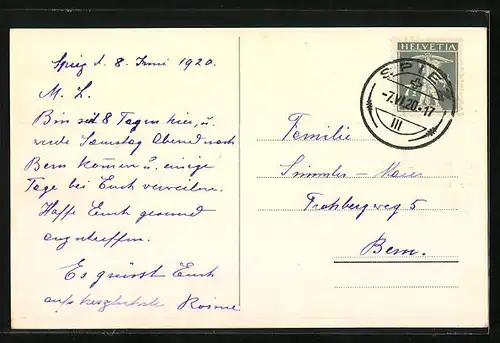 Spiez d. 8. Juni 1920.
M. L.
Bin seit 8 Tagen hier, u.
werde Samstag Abend nach
Bern kommen u. einige
Tage bei Euch verweilen.
Hoffe Euch gesund
anzutreffen.
Es grüsst Euch
aufs herzlichste
HELVETIA
SPIEZ
-7.VI.20.-17
III
Familie
Simmler-
5
Bern.